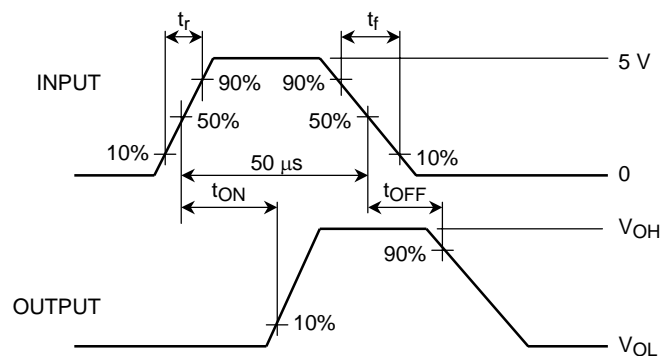 tr
tf
INPUT
90%
90%
5 V
50%
50%
10%
10%
50 μs
0
tON
tOFF
VOH
90%
OUTPUT
10%
VOL